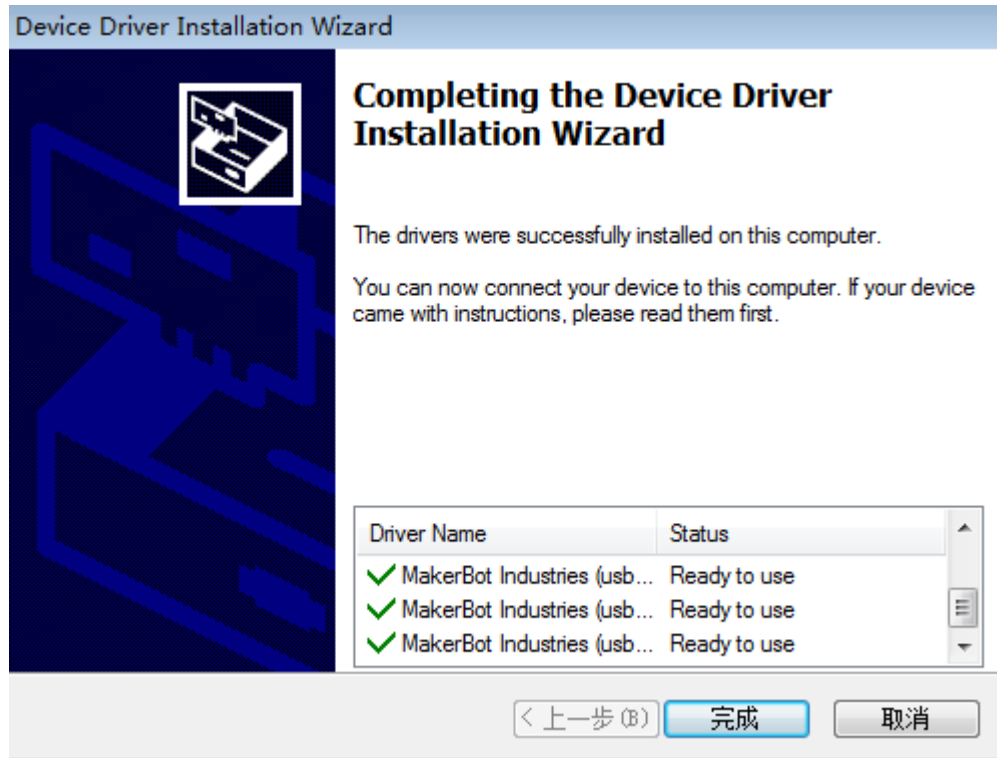 Device Driver Installation Wizard
Completing the Device Driver
Installation Wizard
The drivers were successfully installed on this computer.
You can now connect your device to this computer. If your device
came with instructions, please read them first.
Driver Name Status
MakerBot Industries (usb... Ready to use
MakerBot Industries (usb... Ready to use
MakerBot Industries (usb... Ready to use
< 上一步(B) 完成 取消